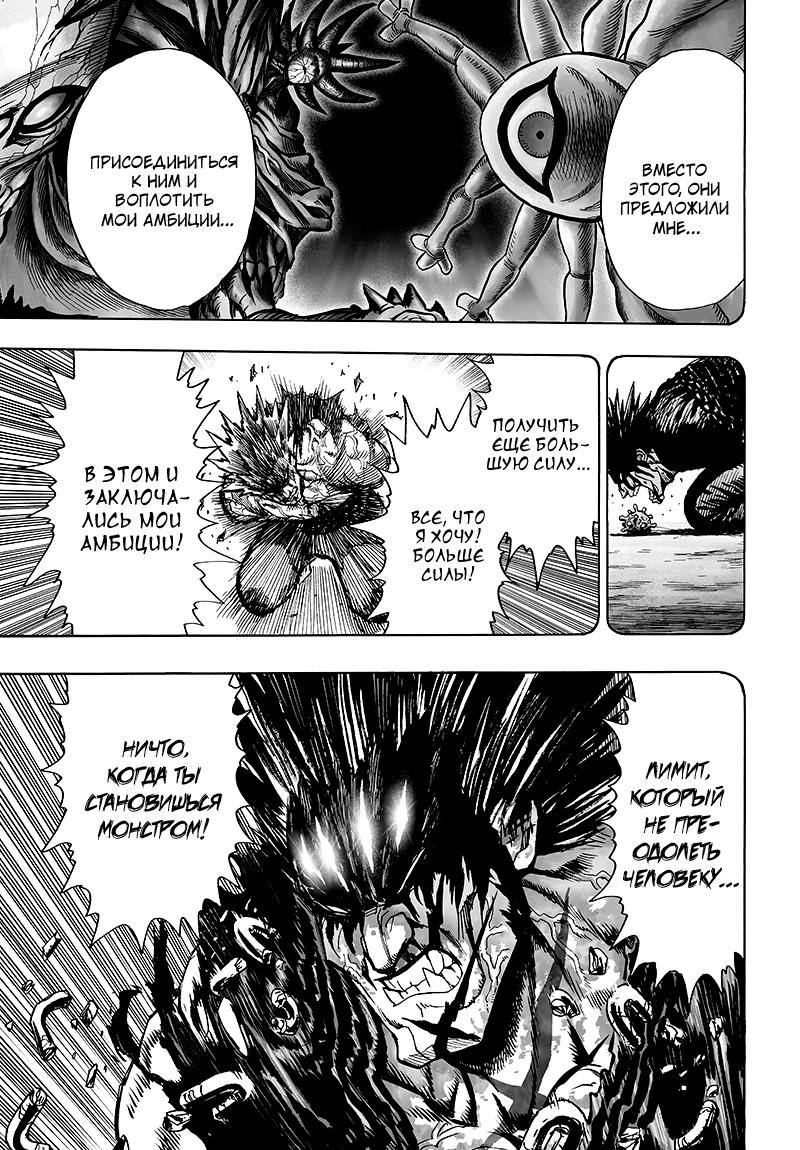 ВМЕСТО
ЭТОГО, ОНИ
ПРЕДЛОЖИЛИ
МНЕ...
ПРИСОЕДИНИТЬСЯ
К НИМ И
ВОПЛОТИТЬ
МОИ АМБИЦИИ...
ПОЛУЧИТЬ
ЕЩЕ БОЛЬ-
ШУЮ СИЛУ...
ВСЕ, ЧТО
Я ХОЧУ!
БОЛЬШЕ
СИЛЫ!
В ЭТОМ И
ЗАКЛЮЧА-
ЛИСЬ МОИ
АМБИЦИИ!
ЛИМИТ,
КОТОРЫЙ
НЕ ПРЕ-
ОДОЛЕТЬ
ЧЕЛОВЕКУ...
НИЧТО,
КОГДА ТЫ
СТАНОВИШЬСЯ
МОНСТРОМ!